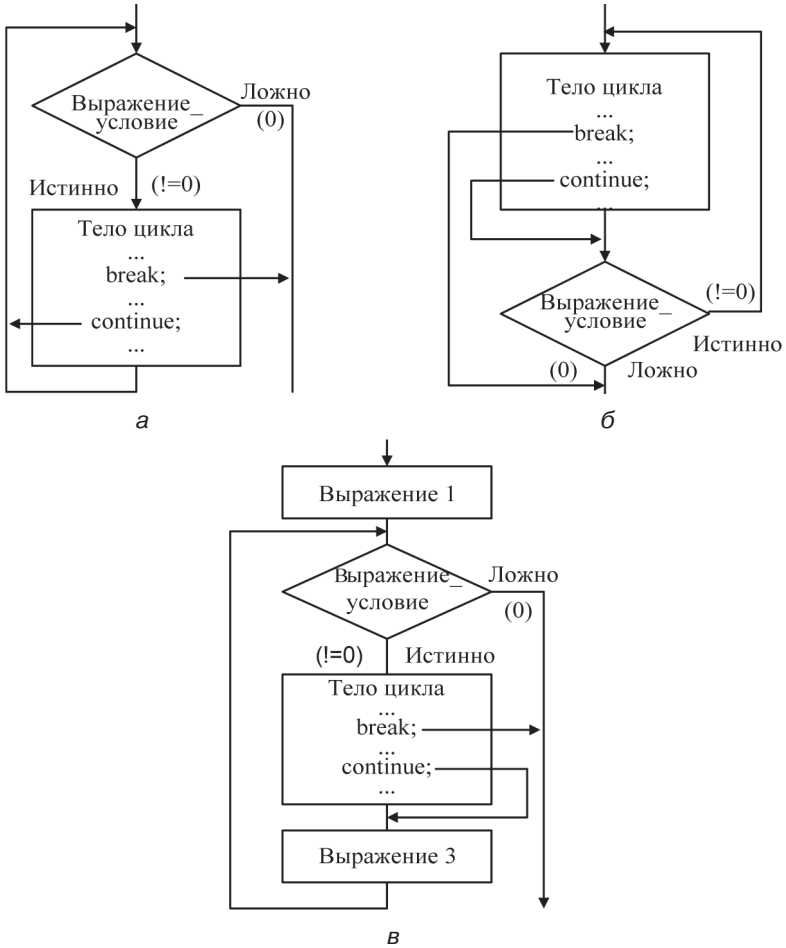 Выражение_
условие
Ложно
(0)
Истинно
(!=0)
Тело цикла
...
break;
...
continue;
...
а
Тело цикла
...
break;
...
continue;
...
Выражение_
условие
(!=0)
Истинно
(0)
Ложно
б
Выражение 1
Выражение_
условие
Ложно
(0)
(!=0)
Истинно
Тело цикла
...
break;
...
continue;
...
Выражение 3
в